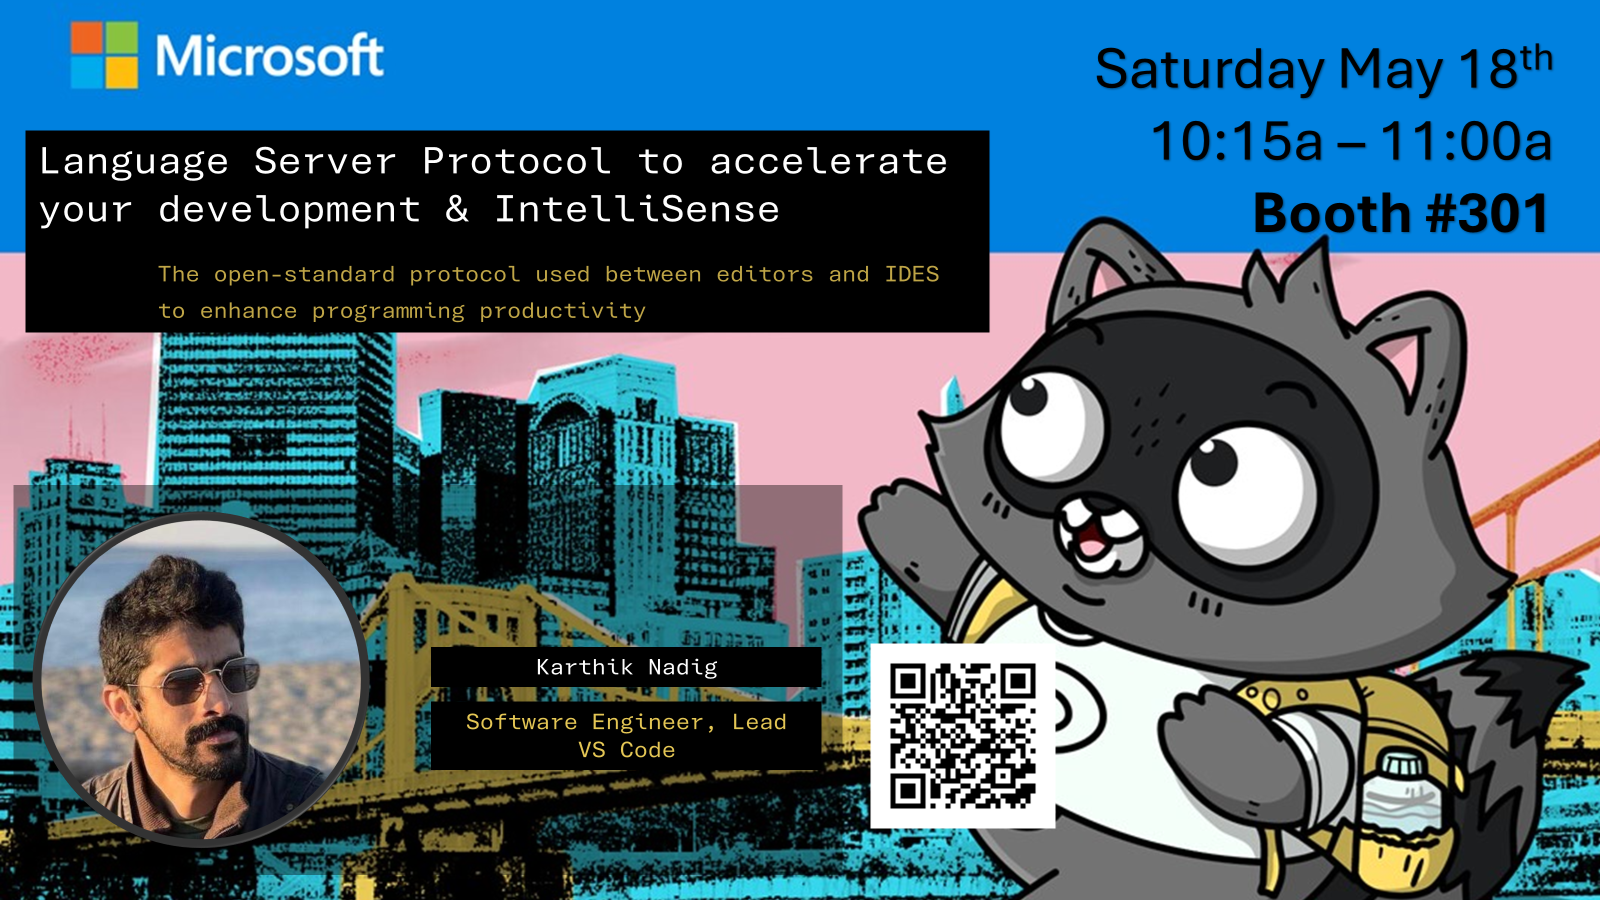 Microsoft
Saturday May 18th
10:15a – 11:00a
Booth #301
Language Server Protocol to accelerate
your development & IntelliSense
The open-standard protocol used between editors and IDES
to enhance programming productivity
Karthik Nadig
Software Engineer, Lead
VS Code